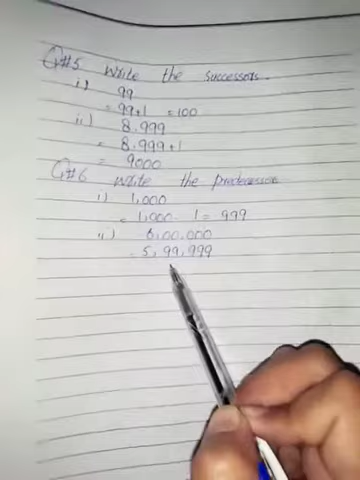 Q#5 Write the successors.
i) 99
= 99+1 = 100
ii) 8.999
= 8.999+1
= 9000
Q#6 Write the predecessor
i) 1,000
= 1,000 - 1 = 999
ii) 6,00,000
= 5,99,999